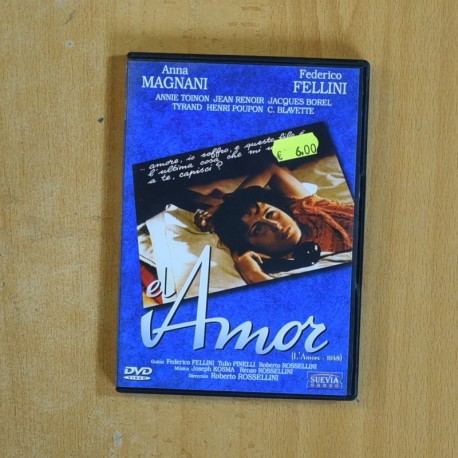 Anna
MAGNANI
Federico
FELLINI
ANNIE TOINON JEAN RENOIR JACQUES BOREL
TYRAND HENRI POUPON C. BLAVETTE
€ 6.00
amore, io soffro, e questo filo è
l'ultima cosa che mi
a te, capisci?
el Amor
(L'Amore - 1948)
Guión Federico FELLINI Tulio PINELLI Roberto ROSSELLINI
Música Joseph KOSMA Renzo ROSSELLINI
Dirección Roberto ROSSELLINI
DVD
VIDEO
SUEVIA